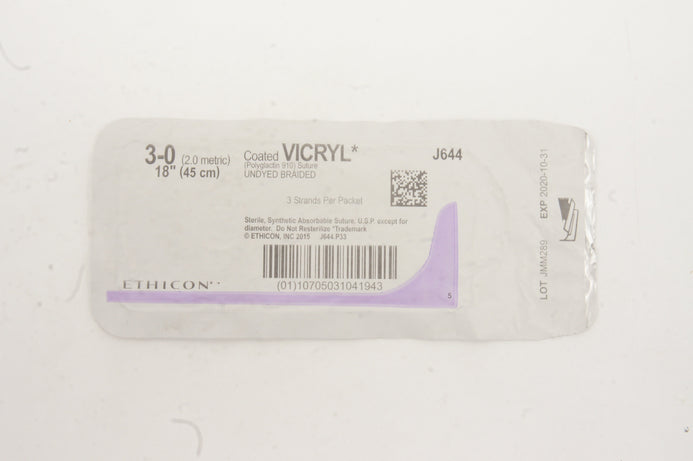 3-0 (2.0 metric)
18" (45 cm)
Coated VICRYL*
(Polyglactin 910) Suture
UNDYED BRAIDED
J644
3 Strands Per Packet
Sterile, Synthetic Absorbable Suture, U.S.P. except for
diameter. Do Not Resterilize *Trademark
© ETHICON, INC 2015 J644.P33
ETHICON
(01)10705031041943
5
LOT JMM289 EXP 2020-10-31